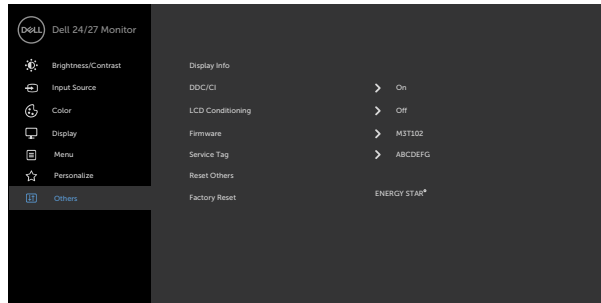 DELL Dell 24/27 Monitor
Brightness/Contrast
Input Source
Color
Display
Menu
Personalize
Others
Display Info
DDC/CI > On
LCD Conditioning > Off
Firmware > M3T102
Service Tag > ABCDEFG
Reset Others
Factory Reset ENERGY STAR®